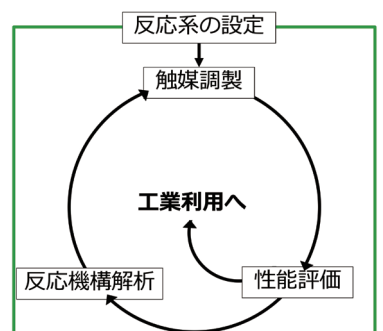 反応系の設定
触媒調製
工業利用へ
反応機構解析
性能評価